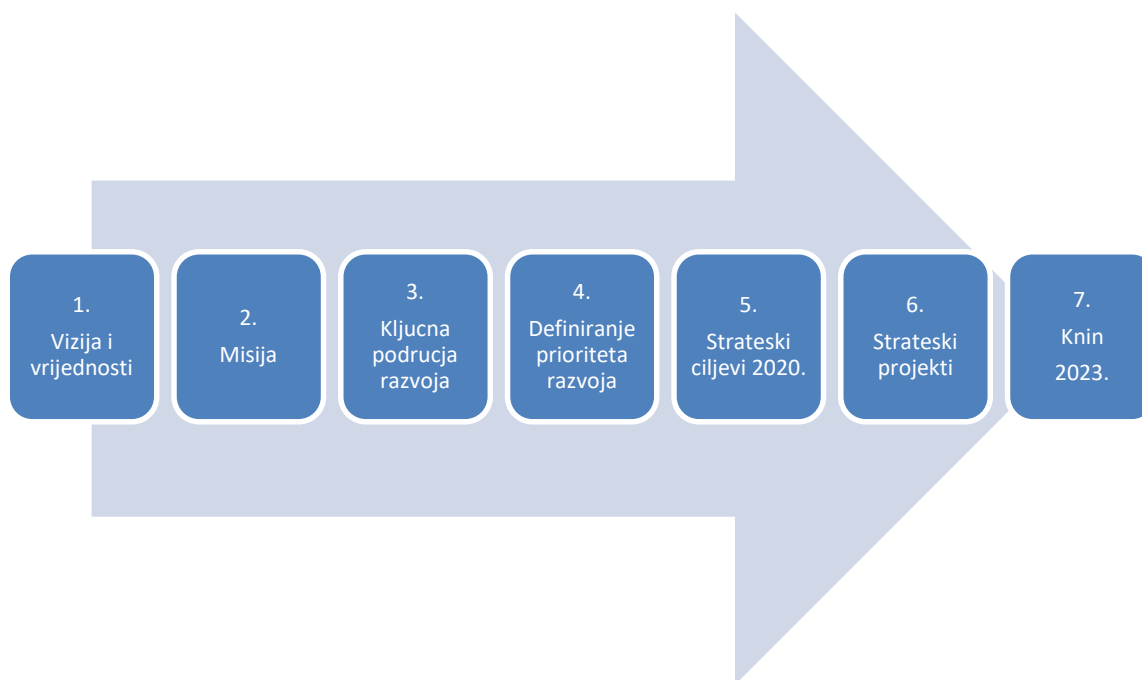 1.
Vizija i
vrijednosti
2.
Misija
3.
Kljucna
podrucja
razvoja
4.
Definiranje
prioriteta
razvoja
5.
Strateski
ciljevi 2020.
6.
Strateski
projekti
7.
Knin
2023.